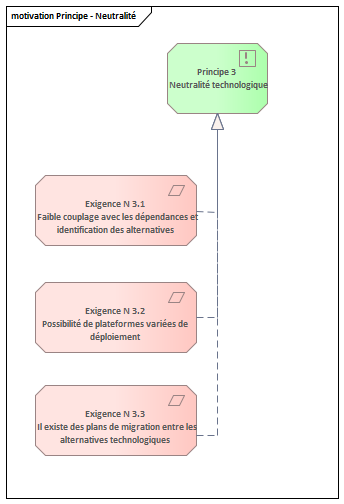 motivation Principe - Neutralité
Principe 3
Neutralité technologique
Exigence N 3.1
Faible couplage avec les dépendances et
identification des alternatives
Exigence N 3.2
Possibilité de plateformes variées de
déploiement
Exigence N 3.3
Il existe des plans de migration entre les
alternatives technologiques